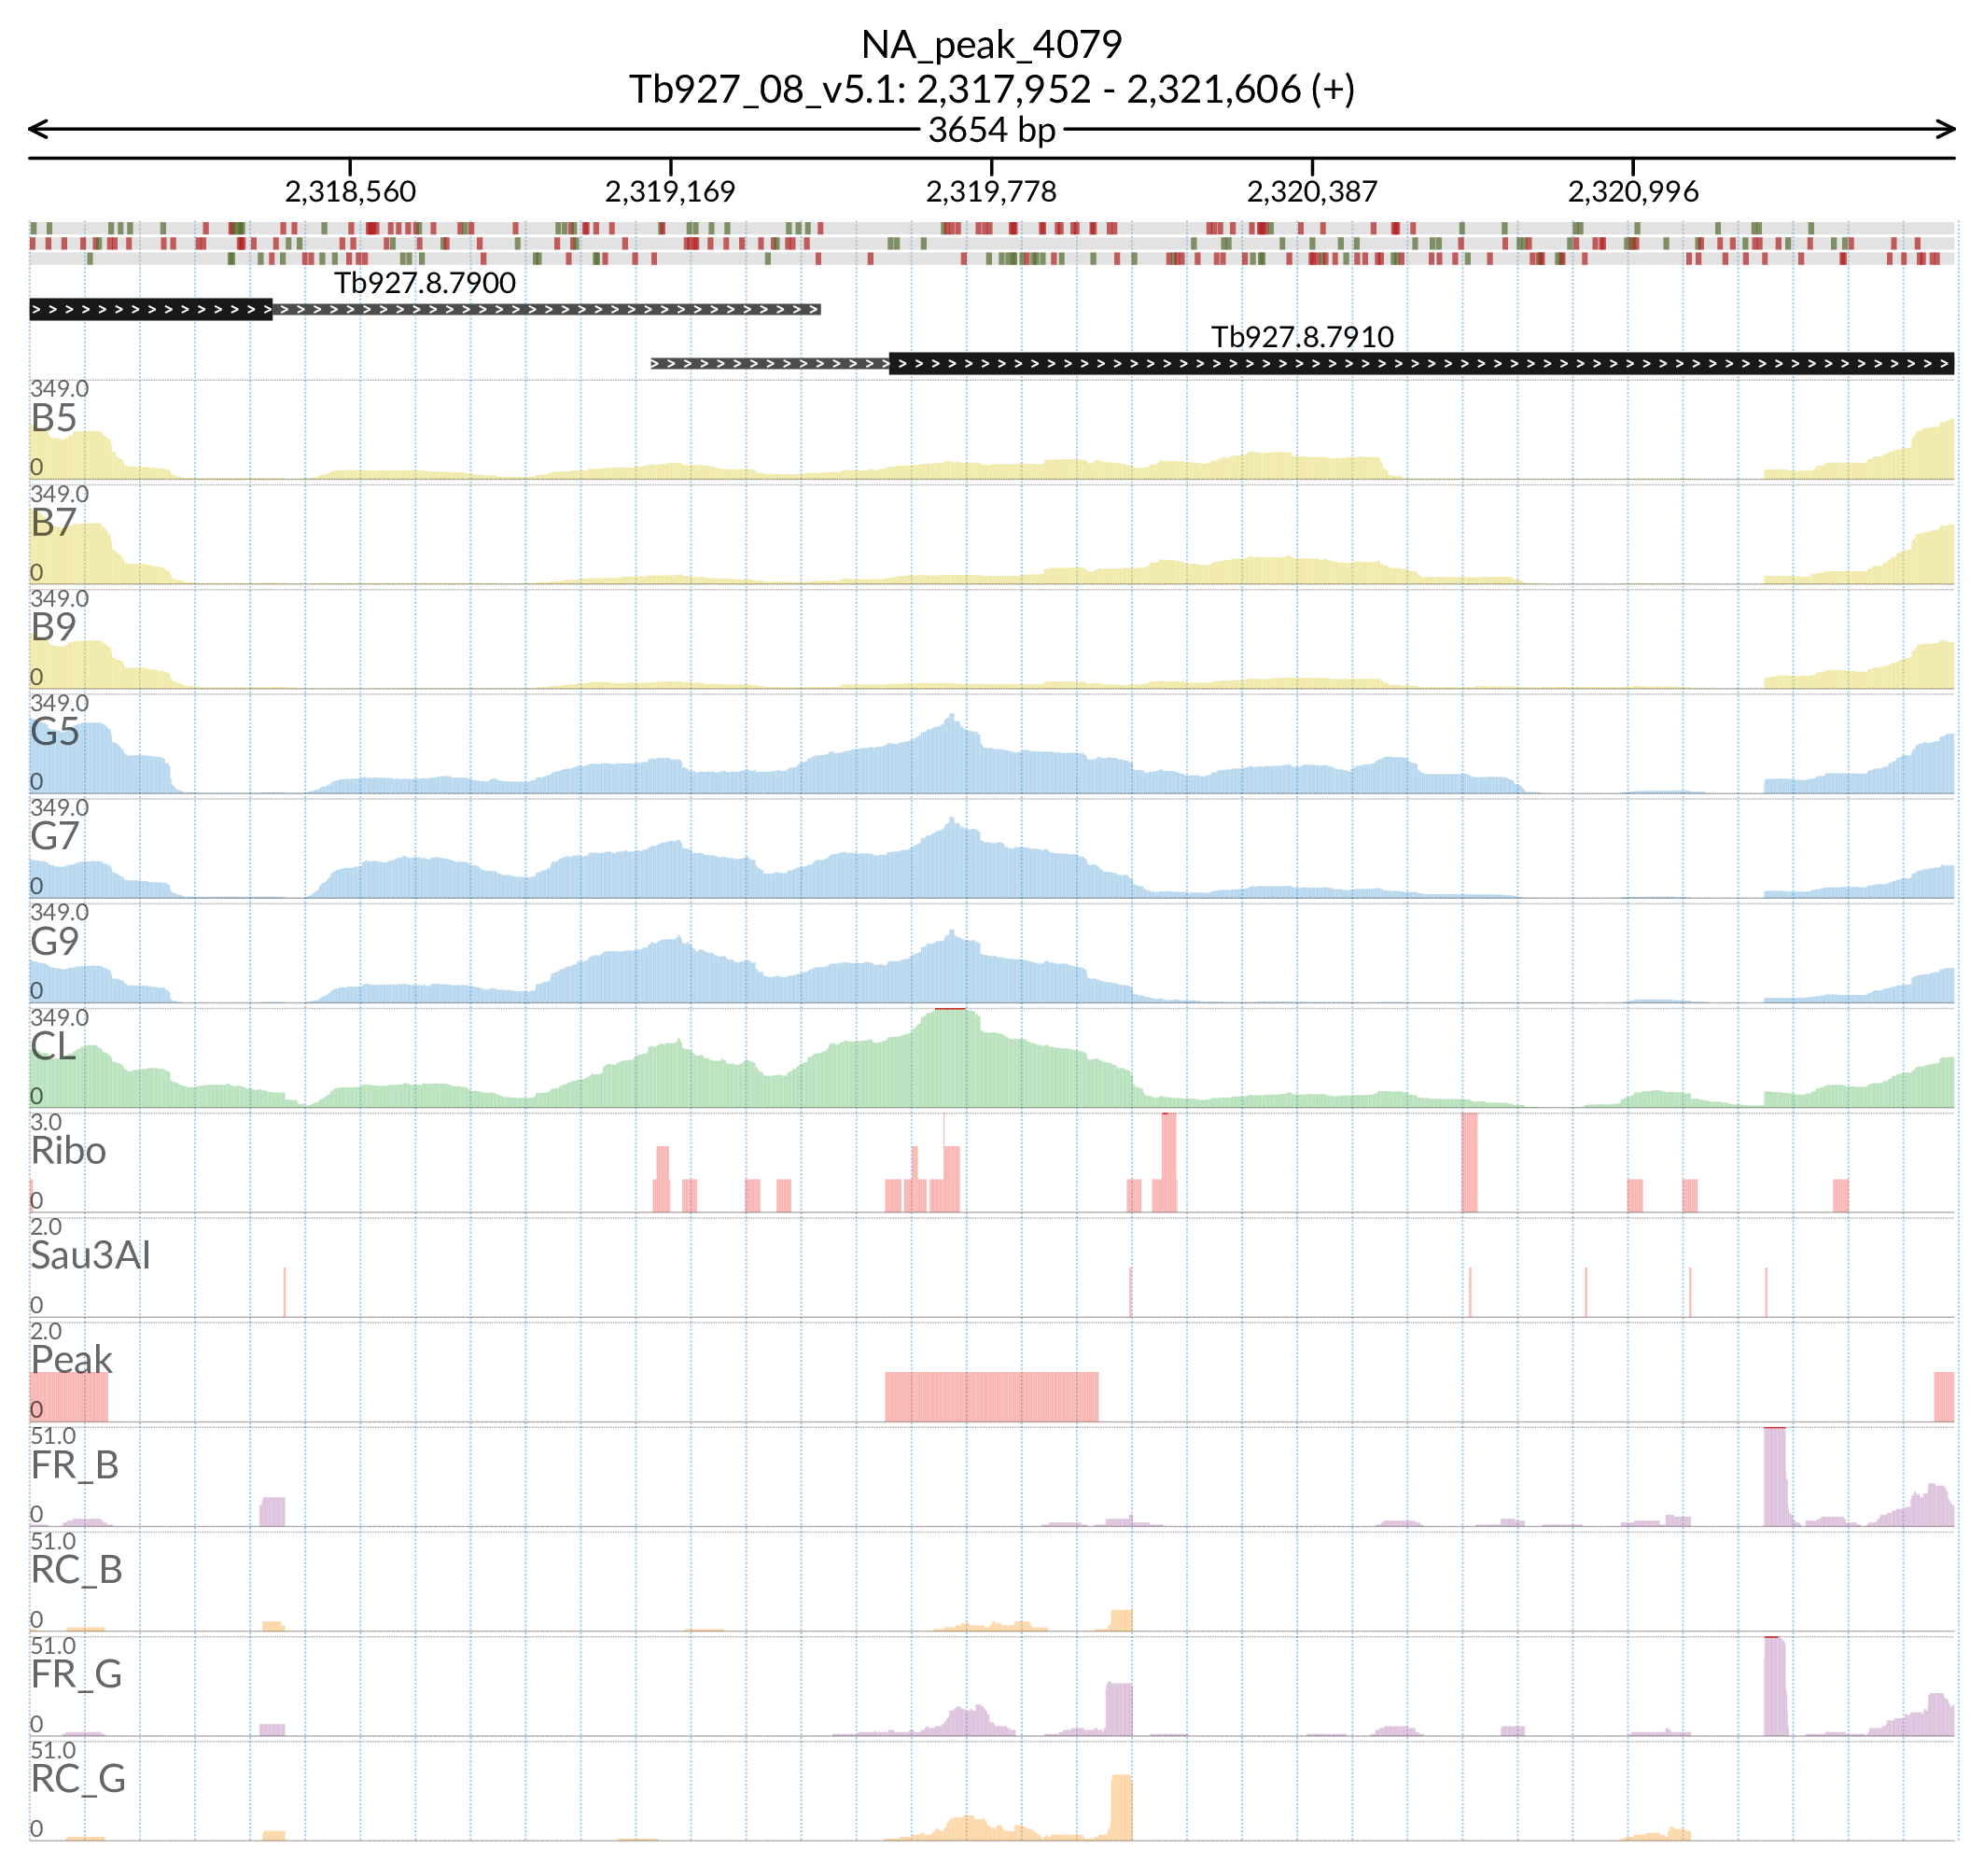 NA_peak_4079
Tb927_08_v5.1: 2,317,952 - 2,321,606 (+)
3654 bp
2,318,560 2,319,169 2,319,778 2,320,387 2,320,996
Tb927.8.7900
Tb927.8.7910
349.0
B5
0
349.0
B7
0
349.0
B9
0
349.0
G5
0
349.0
G7
0
349.0
G9
0
349.0
CL
0
3.0
Ribo
0
2.0
Sau3AI
0
2.0
Peak
0
51.0
FR_B
0
51.0
RC_B
0
51.0
FR_G
0
51.0
RC_G
0